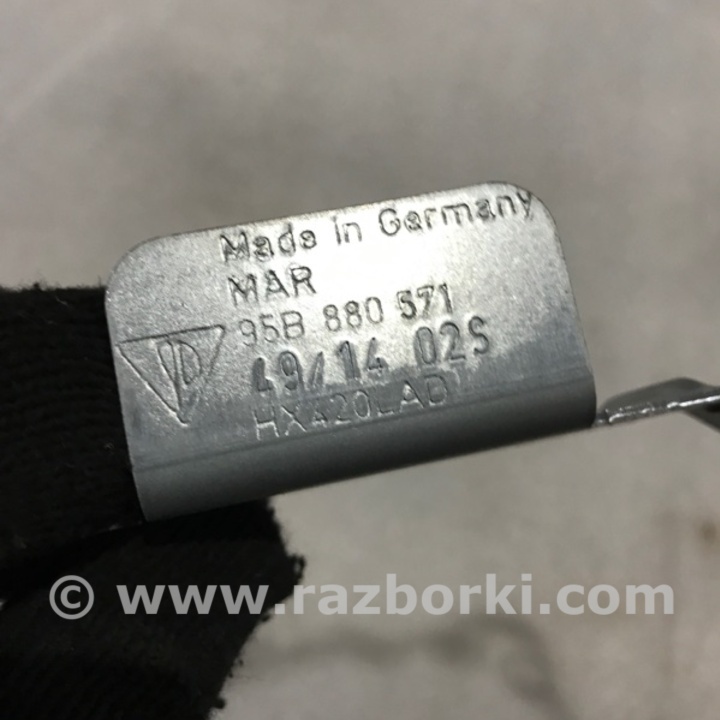 Made in Germany
MAR
95B 880 571
49/14 02S
HX420LAD
© www.razborki.com